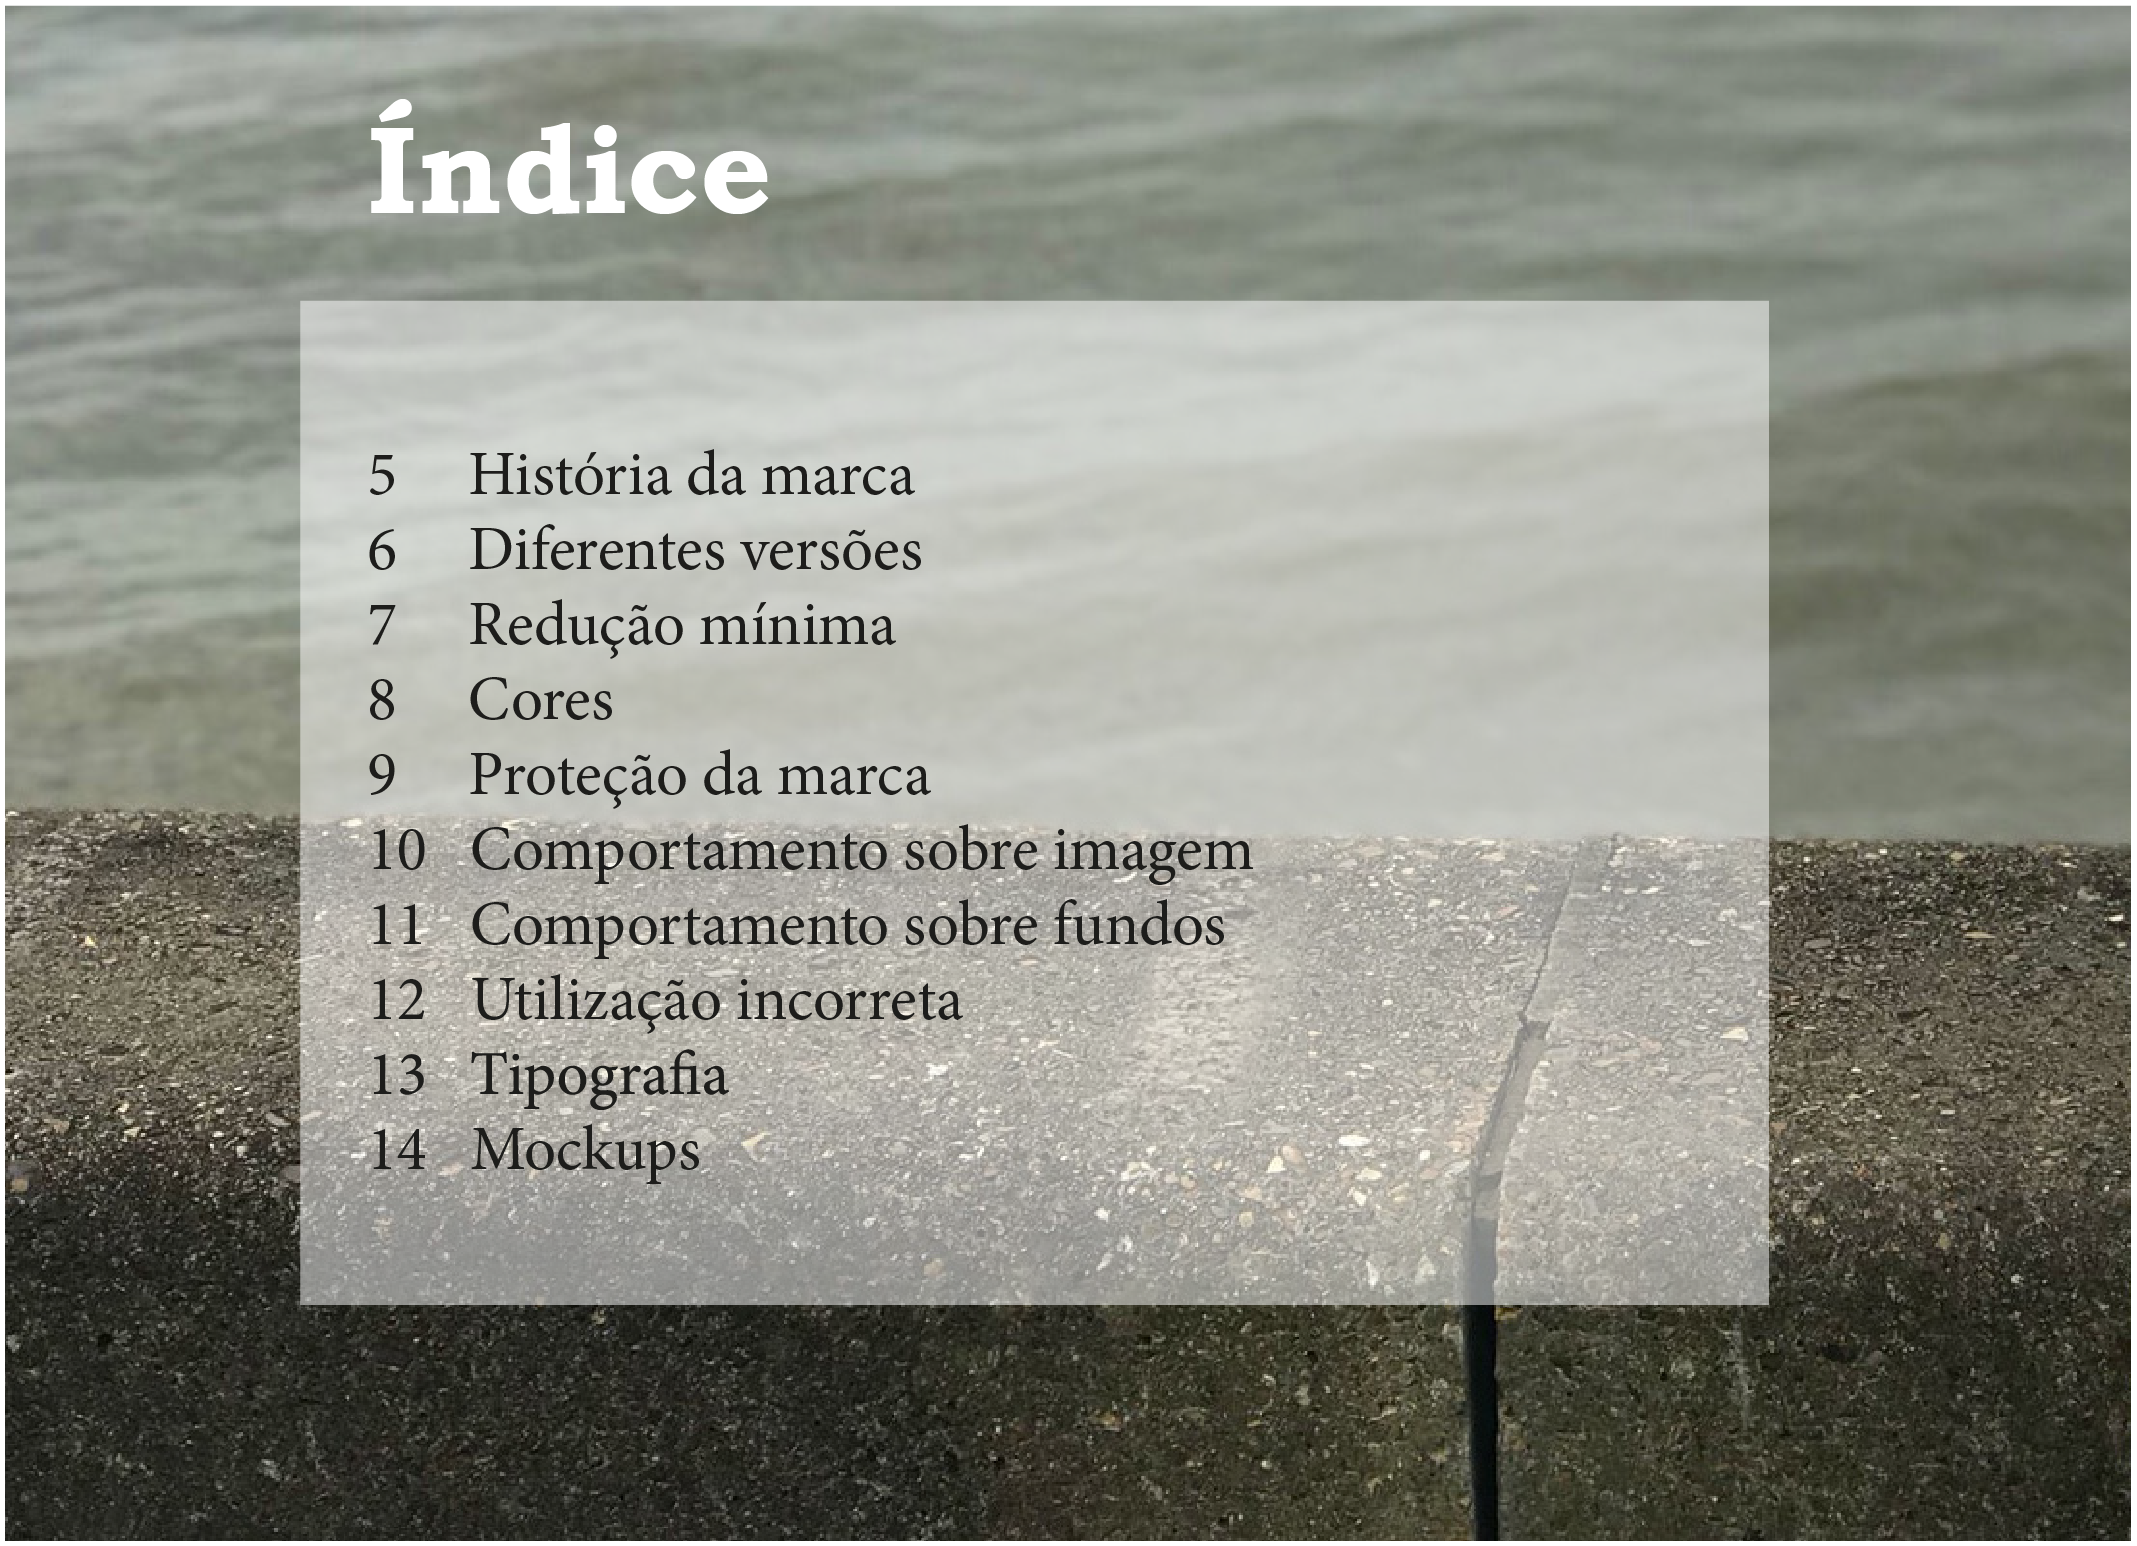 Índice
5 História da marca
6 Diferentes versões
7 Redução mínima
8 Cores
9 Proteção da marca
10 Comportamento sobre imagem
11 Comportamento sobre fundos
12 Utilização incorreta
13 Tipografia
14 Mockups